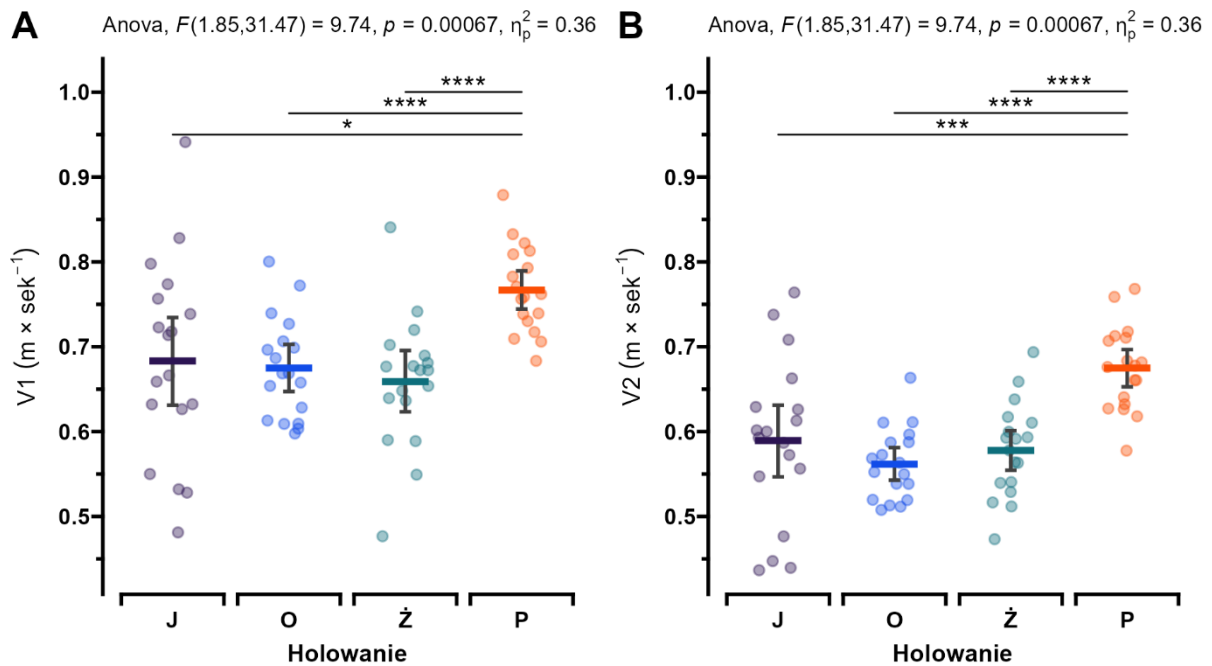 A
Anova, F(1.85,31.47) = 9.74, p = 0.00067, η²ₚ = 0.36
V1 (m × sek⁻¹)
1.0
0.9
0.8
0.7
0.6
0.5
****
****
*
J O Ż P
Holowanie
B
Anova, F(1.85,31.47) = 9.74, p = 0.00067, η²ₚ = 0.36
V2 (m × sek⁻¹)
1.0
0.9
0.8
0.7
0.6
0.5
****
****
***
J O Ż P
Holowanie